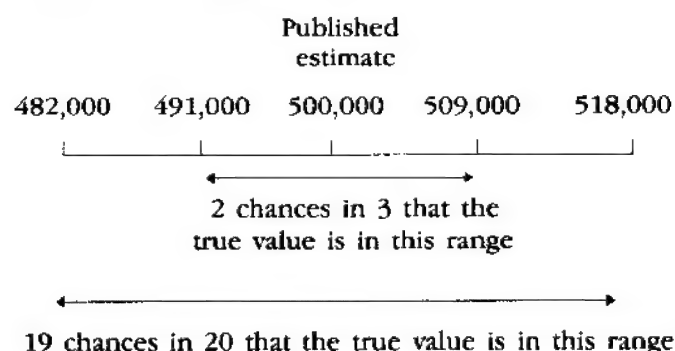 Published
estimate
482,000 491,000 500,000 509,000 518,000
2 chances in 3 that the
true value is in this range
19 chances in 20 that the true value is in this range